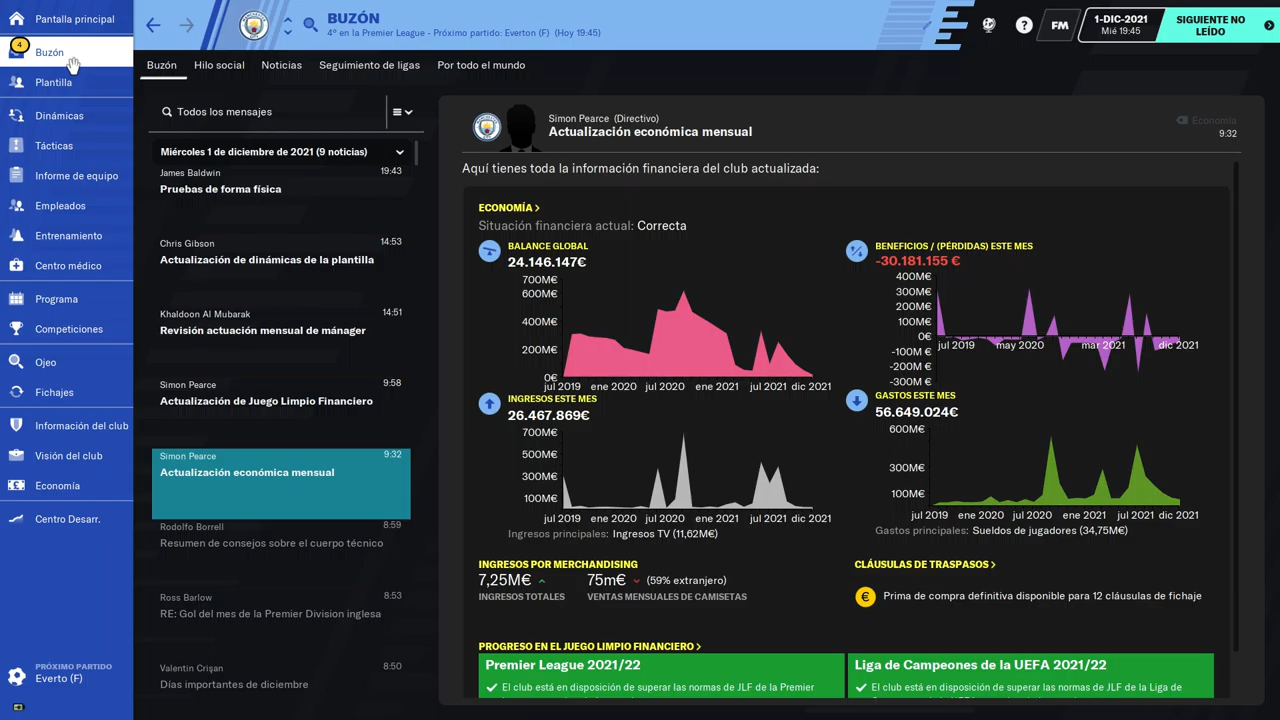 Pantalla principal
4
Buzón
Plantilla
Dinámicas
Tácticas
Informe de equipo
Empleados
Entrenamiento
Centro médico
Programa
Competiciones
Ojeo
Fichajes
Información del club
Visión del club
Economía
Centro Desarr.
PRÓXIMO PARTIDO
Everto (F)
BUZÓN
4º en la Premier League - Próximo partido: Everton (F) (Hoy 19:45)
?
FM
1-DIC-2021
Mié 19:45
SIGUIENTE NO LEÍDO
Buzón
Hilo social
Noticias
Seguimiento de ligas
Por todo el mundo
Todos los mensajes
Miércoles 1 de diciembre de 2021 (9 noticias)
James Baldwin 19:43
Pruebas de forma física
Chris Gibson 14:53
Actualización de dinámicas de la plantilla
Khaldoon Al Mubarak 14:51
Revisión actuación mensual de mánager
Simon Pearce 9:58
Actualización de Juego Limpio Financiero
Simon Pearce 9:32
Actualización económica mensual
Rodolfo Borrell 8:59
Resumen de consejos sobre el cuerpo técnico
Ross Barlow 8:53
RE: Gol del mes de la Premier Division inglesa
Valentin Crişan 8:50
Días importantes de diciembre
Simon Pearce (Directivo)
Actualización económica mensual
Economía
9:32
Aquí tienes toda la información financiera del club actualizada:
ECONOMÍA >
Situación financiera actual: Correcta
BALANCE GLOBAL
24.146.147€
700M€
600M€
400M€
200M€
0€
jul 2019 ene 2020 jul 2020 ene 2021 jul 2021 dic 2021
BENEFICIOS / (PÉRDIDAS) ESTE MES
-30.181.155 €
400M€
300M€
200M€
100M€
0€
-100M €
-200M €
-300M €
jul 2019 may 2020 mar 2021 dic 2021
INGRESOS ESTE MES
26.467.869€
700M€
500M€
300M€
100M€
jul 2019 ene 2020 jul 2020 ene 2021 jul 2021 dic 2021
Ingresos principales: Ingresos TV (11,62M€)
GASTOS ESTE MES
56.649.024€
600M€
300M€
100M€
jul 2019 ene 2020 jul 2020 ene 2021 jul 2021 dic 2021
Gastos principales: Sueldos de jugadores (34,75M€)
INGRESOS POR MERCHANDISING
7,25M€
INGRESOS TOTALES
75m€ (59% extranjero)
VENTAS MENSUALES DE CAMISETAS
CLÁUSULAS DE TRASPASOS >
€ Prima de compra definitiva disponible para 12 cláusulas de fichaje
PROGRESO EN EL JUEGO LIMPIO FINANCIERO >
Premier League 2021/22
El club está en disposición de superar las normas de JLF de la Premier
Liga de Campeones de la UEFA 2021/22
El club está en disposición de superar las normas de JLF de la Liga de